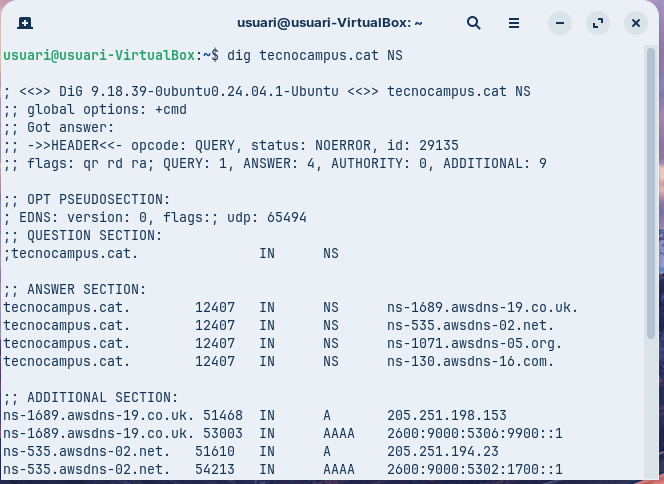 usuari@usuari-VirtualBox: ~
usuari@usuari-VirtualBox:~$ dig tecnocampus.cat NS
; <<>> DiG 9.18.39-0ubuntu0.24.04.1-Ubuntu <<>> tecnocampus.cat NS
;; global options: +cmd
;; Got answer:
;; ->>HEADER<<- opcode: QUERY, status: NOERROR, id: 29135
;; flags: qr rd ra; QUERY: 1, ANSWER: 4, AUTHORITY: 0, ADDITIONAL: 9
;; OPT PSEUDOSECTION:
; EDNS: version: 0, flags:; udp: 65494
;; QUESTION SECTION:
;tecnocampus.cat. IN NS
;; ANSWER SECTION:
tecnocampus.cat. 12407 IN NS ns-1689.awsdns-19.co.uk.
tecnocampus.cat. 12407 IN NS ns-535.awsdns-02.net.
tecnocampus.cat. 12407 IN NS ns-1071.awsdns-05.org.
tecnocampus.cat. 12407 IN NS ns-130.awsdns-16.com.
;; ADDITIONAL SECTION:
ns-1689.awsdns-19.co.uk. 51468 IN A 205.251.198.153
ns-1689.awsdns-19.co.uk. 53003 IN AAAA 2600:9000:5306:9900::1
ns-535.awsdns-02.net. 51610 IN A 205.251.194.23
ns-535.awsdns-02.net. 54213 IN AAAA 2600:9000:5302:1700::1